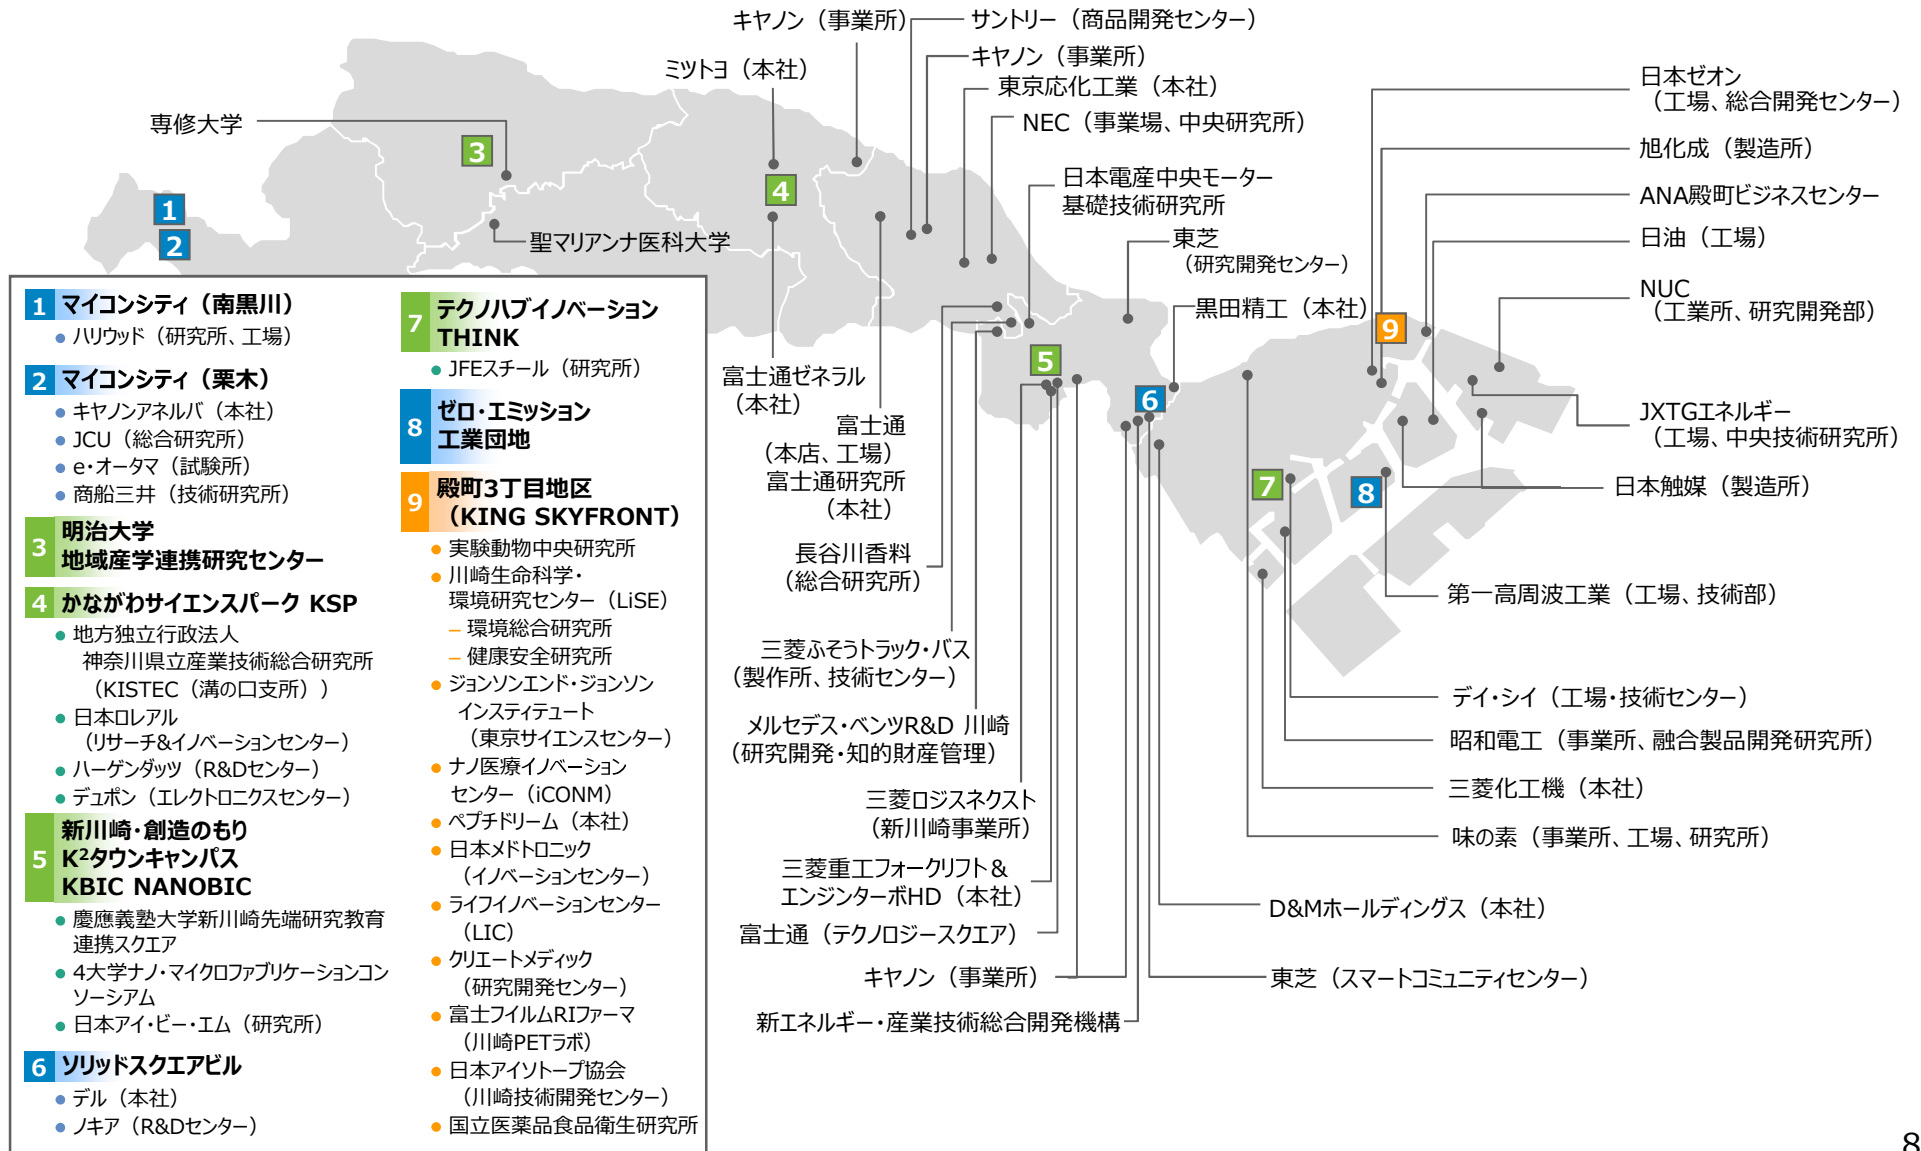 キヤノン（事業所）
サントリー（商品開発センター）
キヤノン（事業所）
ミツトヨ（本社）
東京応化工業（本社）
専修大学
NEC（事業場、中央研究所）
日本電産中央モーター
基礎技術研究所
聖マリアンナ医科大学
東芝
（研究開発センター）
黒田精工（本社）
日本ゼオン
（工場、総合開発センター）
旭化成（製造所）
ANA殿町ビジネスセンター
日油（工場）
NUC
（工業所、研究開発部）
JXTGエネルギー
（工場、中央技術研究所）
日本触媒（製造所）
第一高周波工業（工場、技術部）
デイ・シイ（工場・技術センター）
昭和電工（事業所、融合製品開発研究所）
三菱化工機（本社）
味の素（事業所、工場、研究所）
D&Mホールディングス（本社）
東芝（スマートコミュニティセンター）
富士通ゼネラル
（本社）
富士通
（本店、工場）
富士通研究所
（本社）
長谷川香料
（総合研究所）
三菱ふそうトラック・バス
（製作所、技術センター）
メルセデス・ベンツR&D 川崎
（研究開発・知的財産管理）
三菱ロジスネクスト
（新川崎事業所）
三菱重工フォークリフト＆
エンジンターボHD（本社）
富士通（テクノロジースクエア）
キヤノン（事業所）
新エネルギー・産業技術総合開発機構
1
2
3
4
5
6
7
8
9
1 マイコンシティ（南黒川）
● ハリウッド（研究所、工場）
2 マイコンシティ（栗木）
● キヤノンアネルバ（本社）
● JCU（総合研究所）
● e・オータマ（試験所）
● 商船三井（技術研究所）
3 明治大学
地域産学連携研究センター
4 かながわサイエンスパーク KSP
● 地方独立行政法人
神奈川県立産業技術総合研究所
（KISTEC（溝の口支所））
● 日本ロレアル
（リサーチ&イノベーションセンター）
● ハーゲンダッツ（R&Dセンター）
● デュポン（エレクトロニクスセンター）
5 新川崎・創造のもり
K²タウンキャンパス
KBIC NANOBIC
● 慶應義塾大学新川崎先端研究教育
連携スクエア
● 4大学ナノ・マイクロファブリケーションコン
ソーシアム
● 日本アイ・ビー・エム（研究所）
6 ソリッドスクエアビル
● デル（本社）
● ノキア（R&Dセンター）
7 テクノハブイノベーション
THINK
● JFEスチール（研究所）
8 ゼロ・エミッション
工業団地
9 殿町3丁目地区
（KING SKYFRONT）
● 実験動物中央研究所
● 川崎生命科学・
環境研究センター（LiSE）
– 環境総合研究所
– 健康安全研究所
● ジョンソンエンド・ジョンソン
インスティテュート
（東京サイエンスセンター）
● ナノ医療イノベーション
センター（iCONM）
● ペプチドリーム（本社）
● 日本メドトロニック
（イノベーションセンター）
● ライフイノベーションセンター
（LIC）
● クリエートメディック
（研究開発センター）
● 富士フイルムRIファーマ
（川崎PETラボ）
● 日本アイソトープ協会
（川崎技術開発センター）
● 国立医薬品食品衛生研究所
8